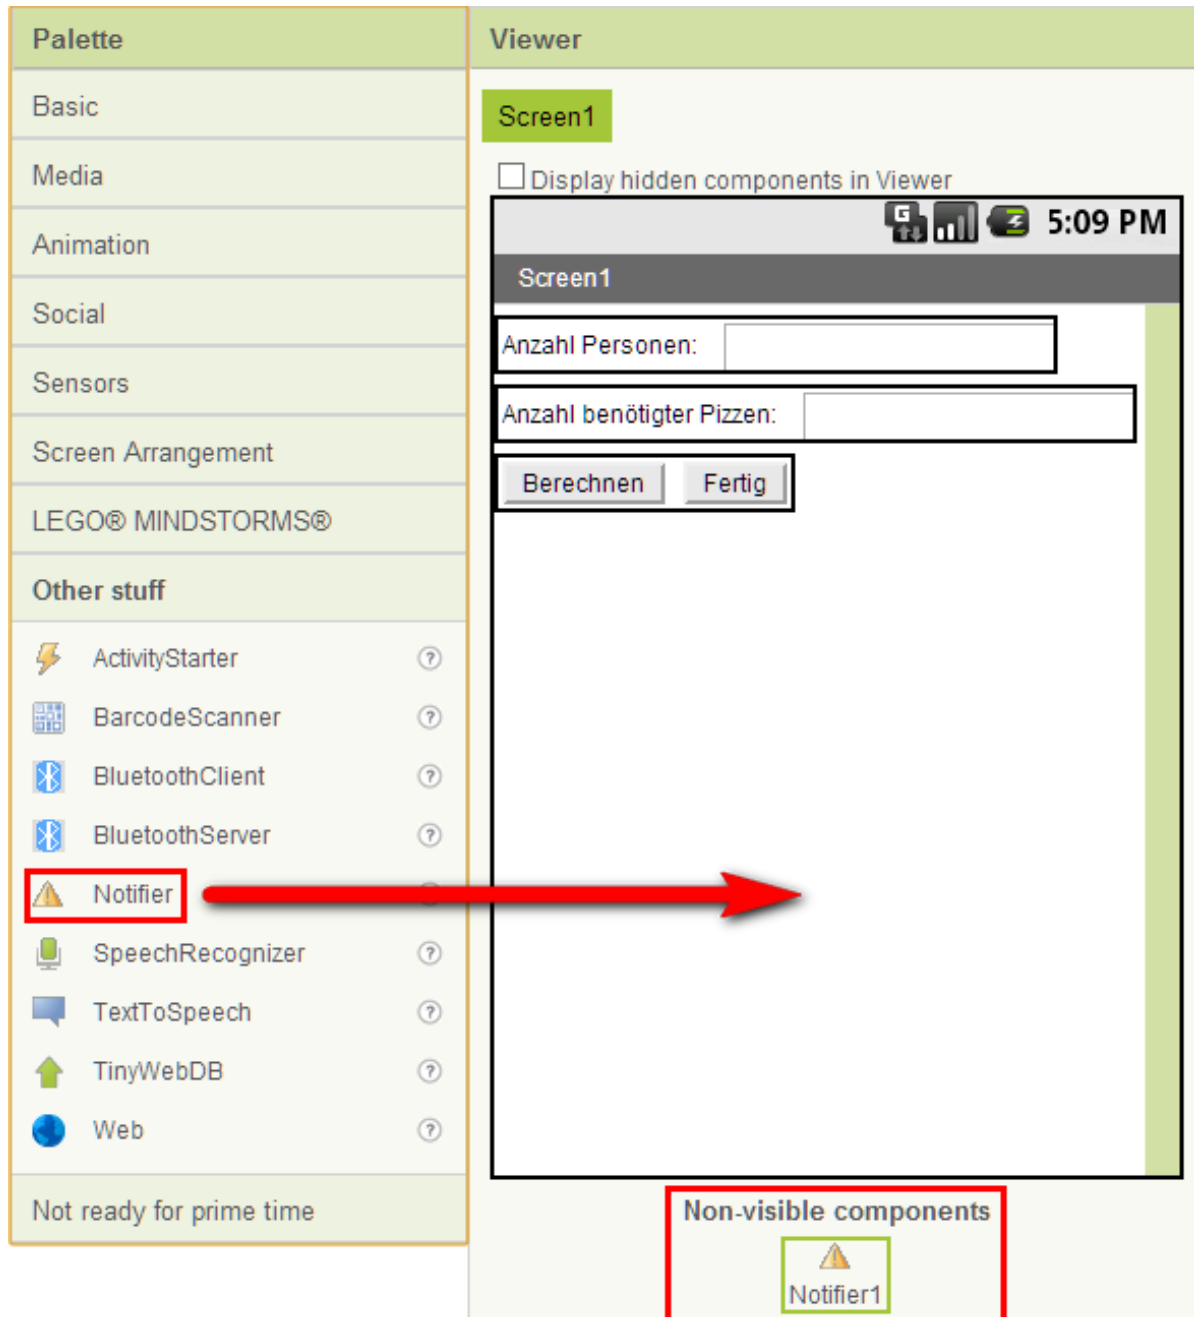 Palette
Basic
Media
Animation
Social
Sensors
Screen Arrangement
LEGO® MINDSTORMS®
Other stuff
ActivityStarter ?
BarcodeScanner ?
BluetoothClient ?
BluetoothServer ?
Notifier
SpeechRecognizer ?
TextToSpeech ?
TinyWebDB ?
Web ?
Not ready for prime time
Viewer
Screen1
Display hidden components in Viewer
G 5:09 PM
Screen1
Anzahl Personen:
Anzahl benötigter Pizzen:
Berechnen Fertig
Non-visible components
Notifier1